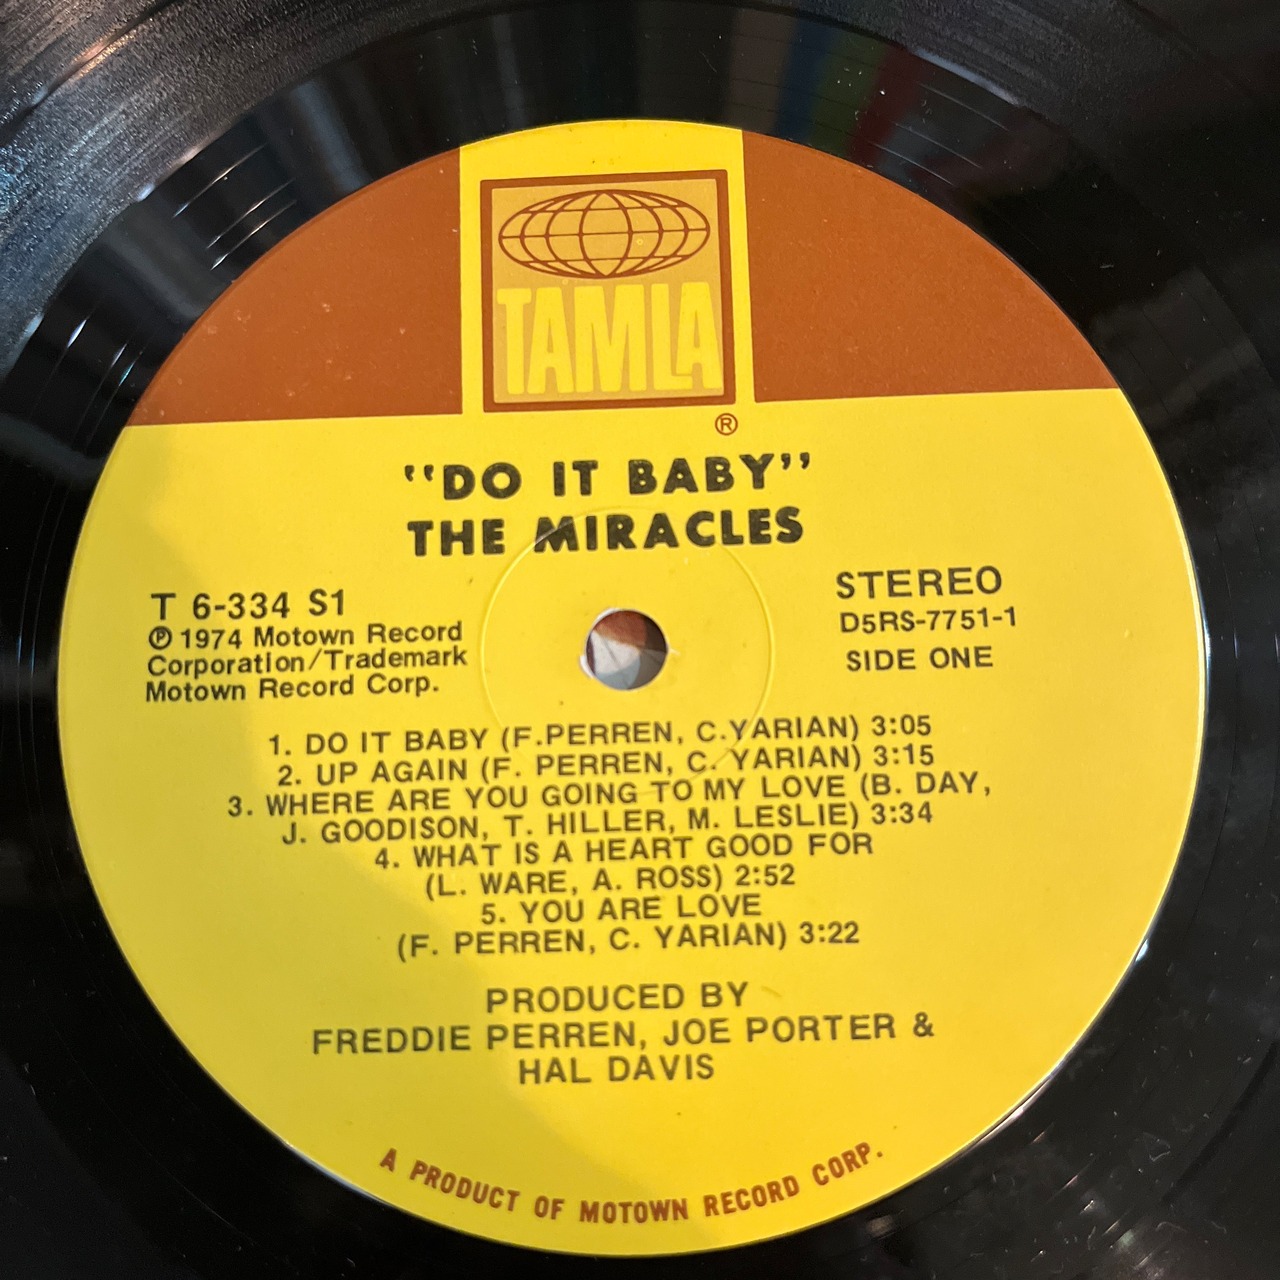 TAMLA
®
"DO IT BABY"
THE MIRACLES
T 6-334 S1
℗ 1974 Motown Record
Corporation/Trademark
Motown Record Corp.
STEREO
D5RS-7751-1
SIDE ONE
1. DO IT BABY (F.PERREN, C.YARIAN) 3:05
2. UP AGAIN (F. PERREN, C. YARIAN) 3:15
3. WHERE ARE YOU GOING TO MY LOVE (B. DAY,
J. GOODISON, T. HILLER, M. LESLIE) 3:34
4. WHAT IS A HEART GOOD FOR
(L. WARE, A. ROSS) 2:52
5. YOU ARE LOVE
(F. PERREN, C. YARIAN) 3:22
PRODUCED BY
FREDDIE PERREN, JOE PORTER &
HAL DAVIS
A PRODUCT OF MOTOWN RECORD CORP.